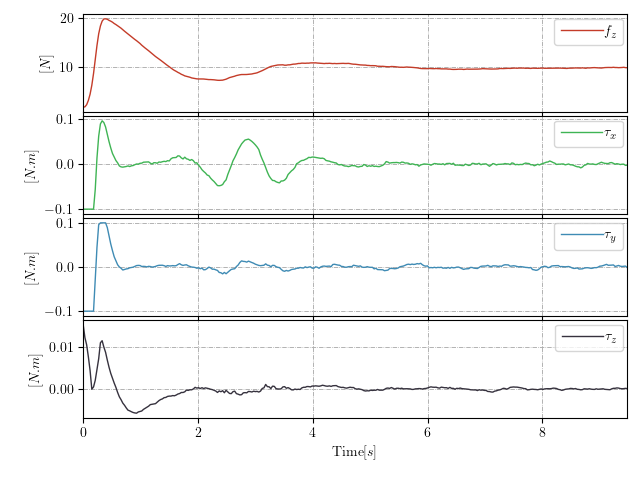 20
10
[N]
f_z
0.1
0.0
−0.1
[N.m]
τ_x
0.1
0.0
−0.1
[N.m]
τ_y
0.01
0.00
[N.m]
τ_z
0 2 4 6 8
Time[s]